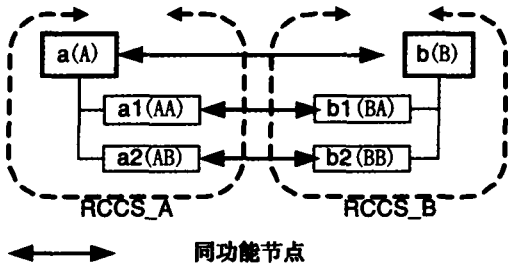 a(A) b(B)
a1(AA) b1(BA)
a2(AB) b2(BB)
RCCS_A RCCS_B
同功能节点